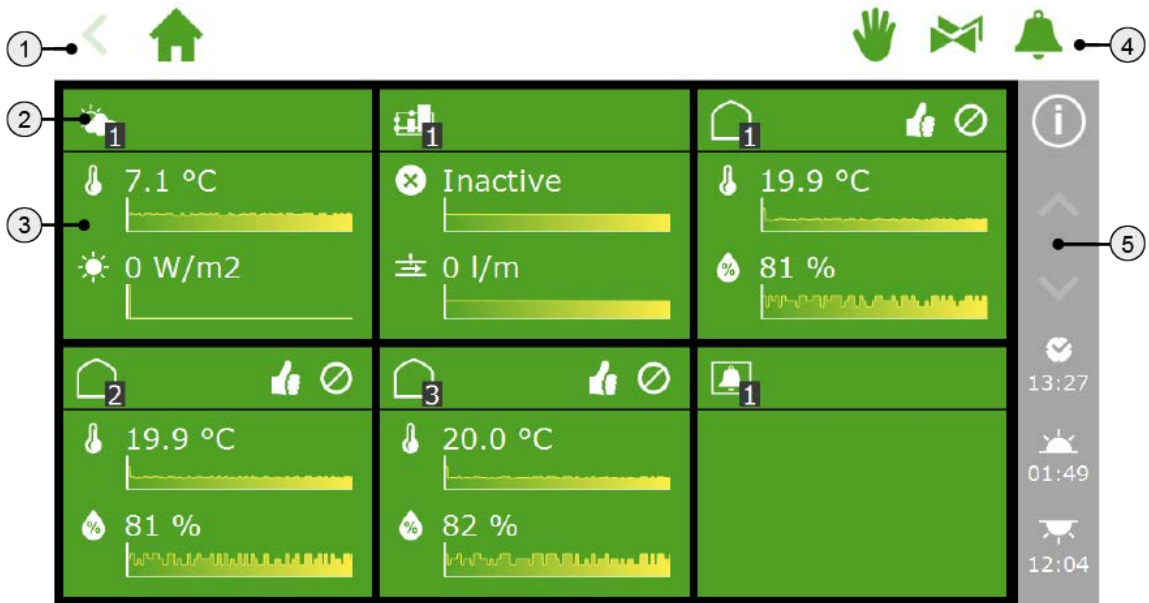 1
4
2
1
1
1
i
7.1 °C
Inactive
19.9 °C
3
5
0 W/m2
0 l/m
% 81 %
13:27
2
3
1
19.9 °C
20.0 °C
01:49
% 81 %
% 82 %
12:04